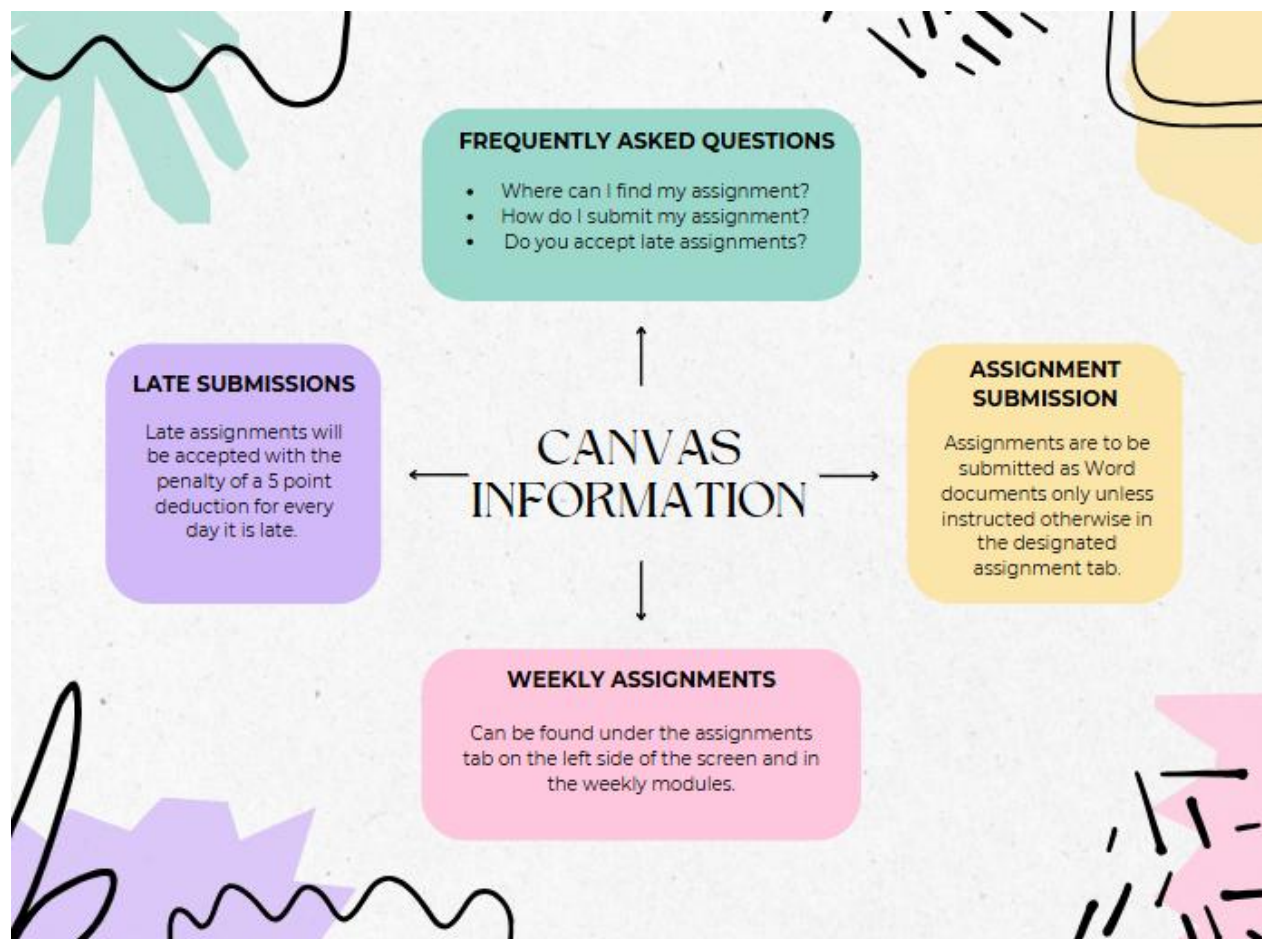 FREQUENTLY ASKED QUESTIONS
• Where can I find my assignment?
• How do I submit my assignment?
• Do you accept late assignments?
LATE SUBMISSIONS
Late assignments will
be accepted with the
penalty of a 5 point
deduction for every
day it is late.
CANVAS
INFORMATION
ASSIGNMENT
SUBMISSION
Assignments are to be
submitted as Word
documents only unless
instructed otherwise in
the designated
assignment tab.
WEEKLY ASSIGNMENTS
Can be found under the assignments
tab on the left side of the screen and in
the weekly modules.